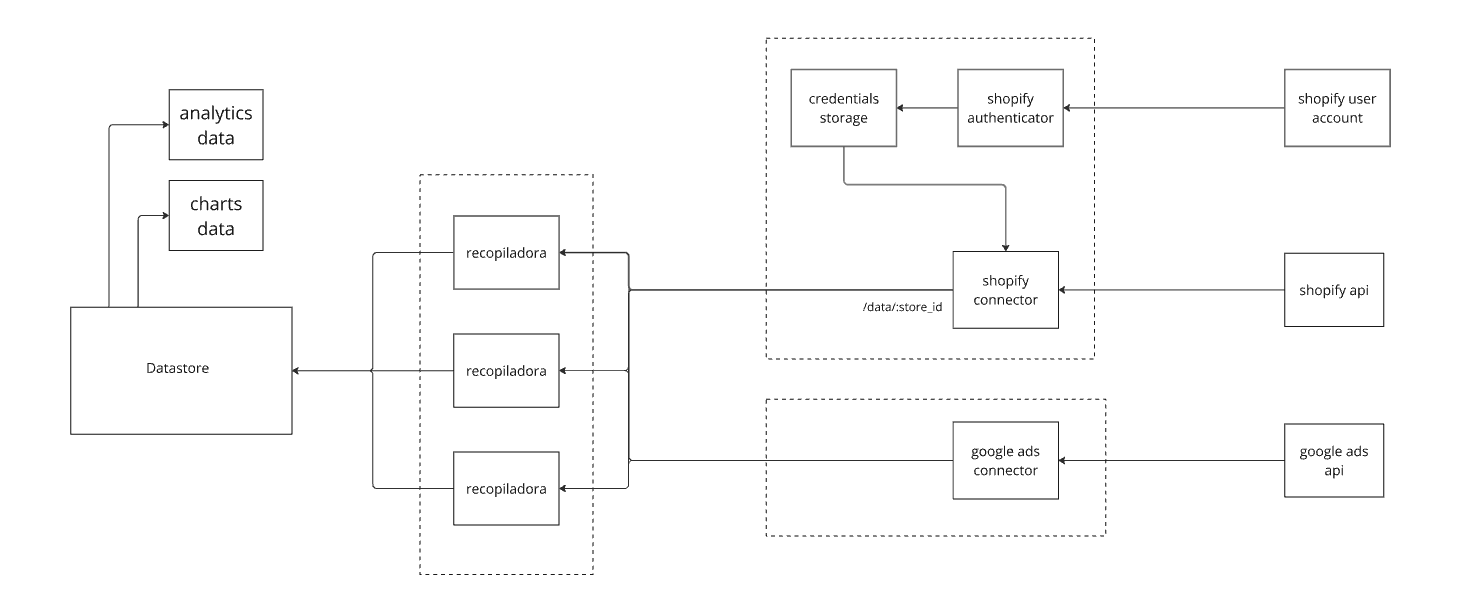 credentials
storage
shopify
authenticator
shopify user
account
analytics
data
charts
data
recopiladora
shopify
connector
shopify api
/data/:store_id
Datastore
recopiladora
google ads
connector
google ads
api
recopiladora